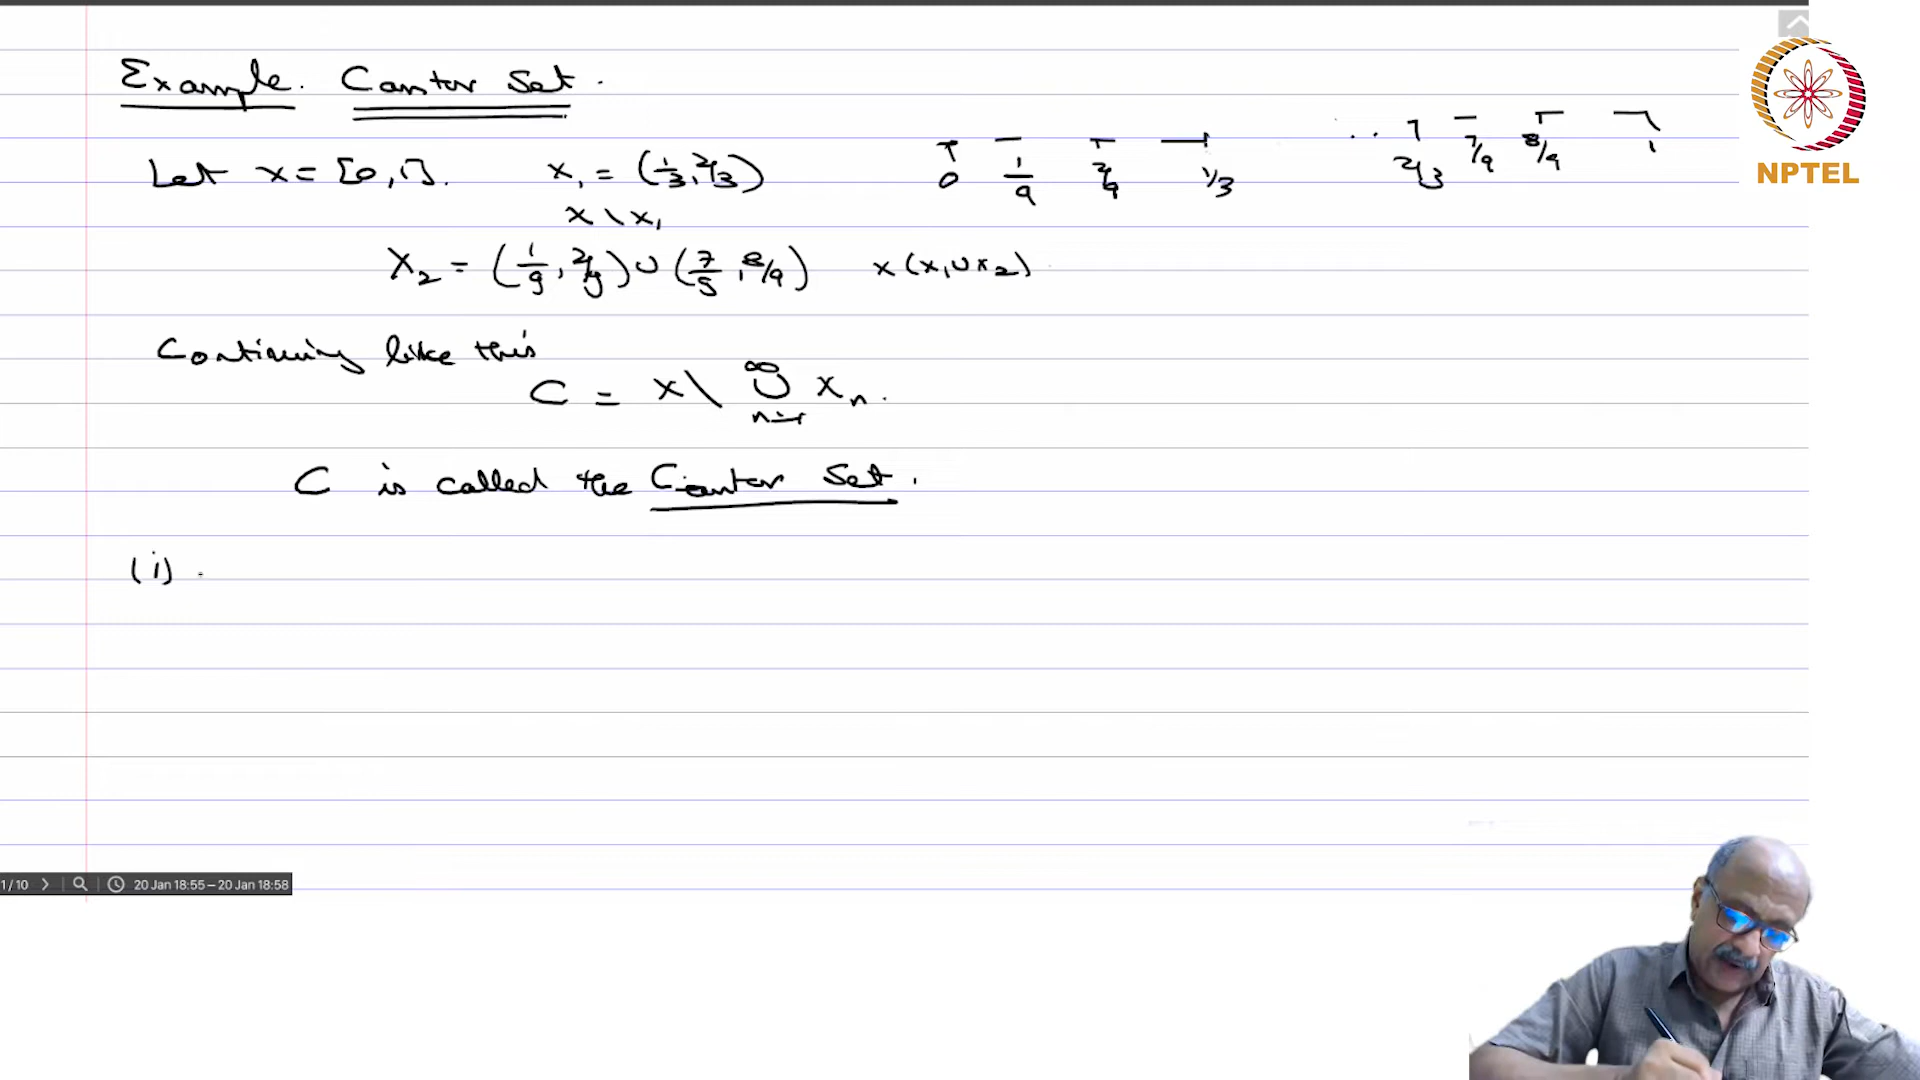 Example. Cantor Set.
Let X = [0,1]. X₁ = (1/3, 2/3)
X \ X₁
0 1/9 2/9 1/3 2/3 7/9 8/9 1
X₂ = (1/9, 2/9) ∪ (7/9, 8/9) X (X₁ ∪ X₂)
Continuing like this
C = X \ ∞ ∪ n=1 Xₙ.
C is called the Cantor Set.
(i)
NPTEL
1/10 20 Jan 18:55 – 20 Jan 18:58